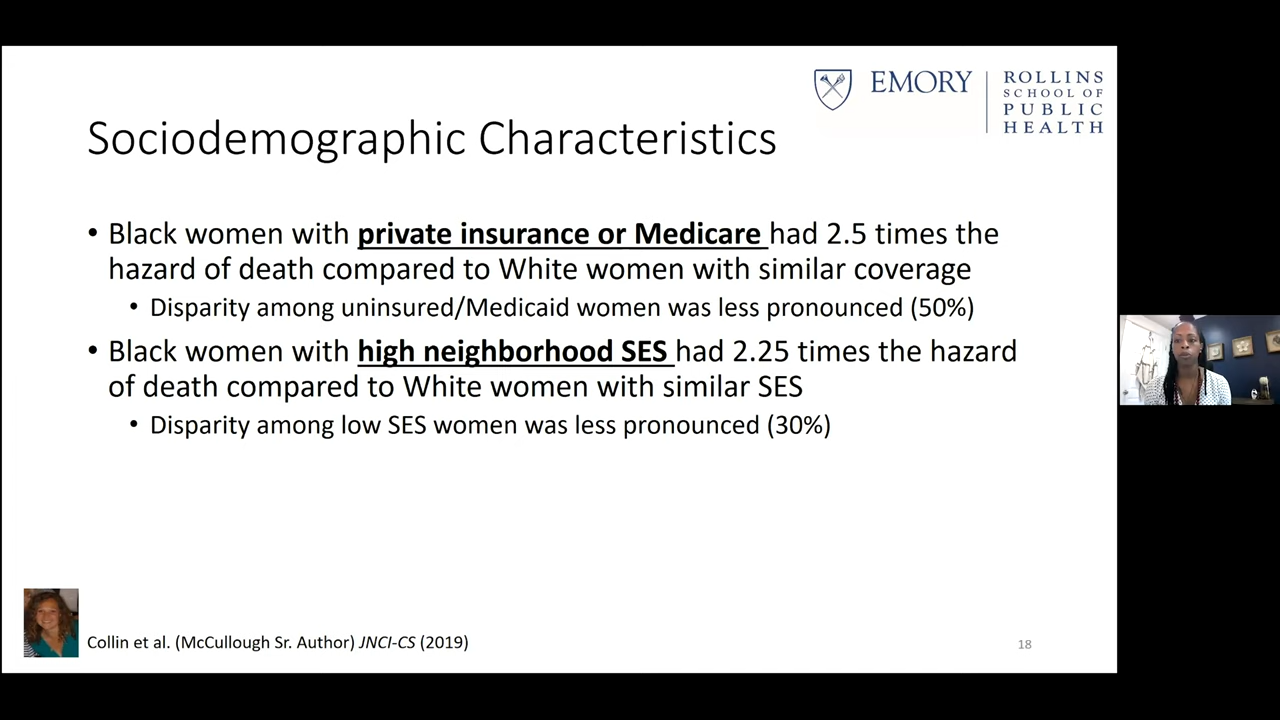 EMORY
ROLLINS
SCHOOL OF
PUBLIC
HEALTH
Sociodemographic Characteristics
• Black women with private insurance or Medicare had 2.5 times the
hazard of death compared to White women with similar coverage
• Disparity among uninsured/Medicaid women was less pronounced (50%)
• Black women with high neighborhood SES had 2.25 times the hazard
of death compared to White women with similar SES
• Disparity among low SES women was less pronounced (30%)
Collin et al. (McCullough Sr. Author) JNCI-CS (2019)
18